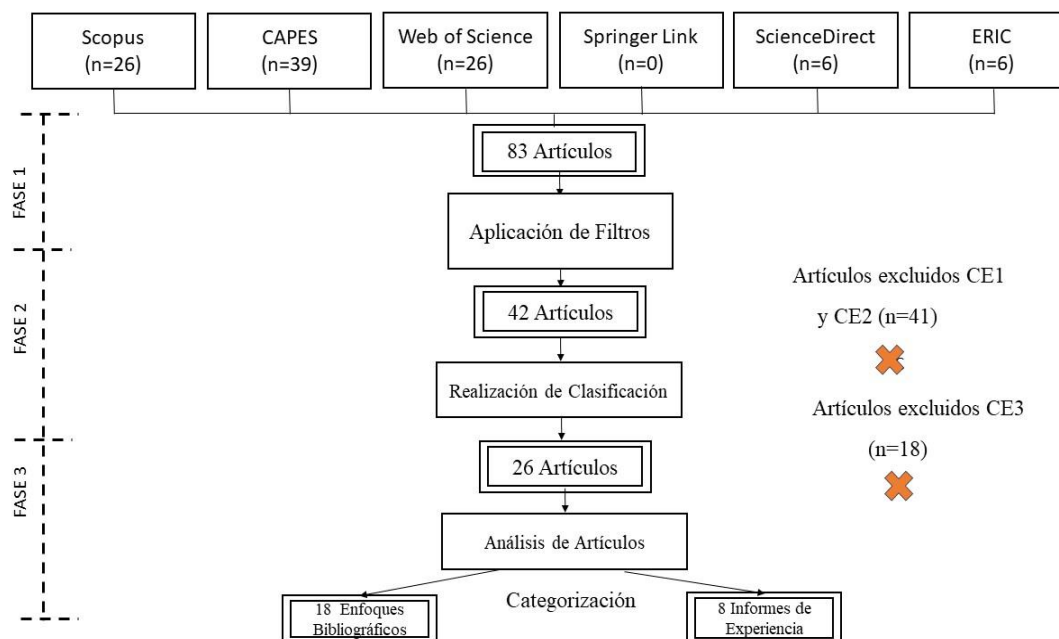 Scopus
(n=26)
CAPES
(n=39)
Web of Science
(n=26)
Springer Link
(n=0)
ScienceDirect
(n=6)
ERIC
(n=6)
FASE 1
83 Artículos
Aplicación de Filtros
FASE 2
42 Artículos
Artículos excluidos CE1
y CE2 (n=41)
Realización de Clasificación
Artículos excluidos CE3
(n=18)
FASE 3
26 Artículos
Análisis de Artículos
Categorización
18 Enfoques
Bibliográficos
8 Informes de
Experiencia